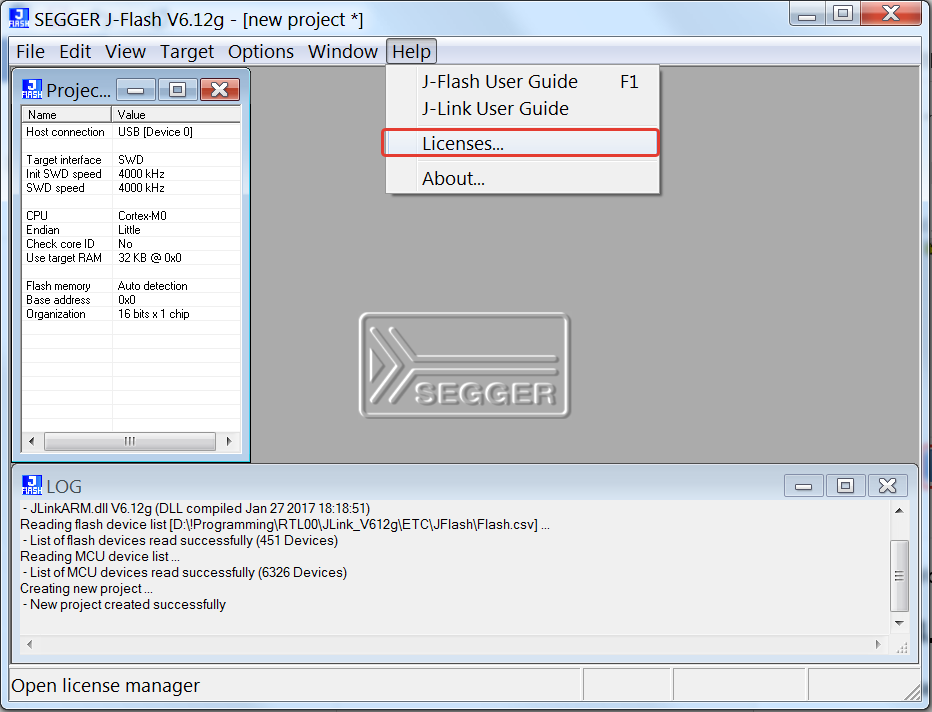 SEGGER J-Flash V6.12g - [new project *]
File Edit View Target Options Window Help
J-Flash User Guide F1
J-Link User Guide
Licenses...
About...
Projec...
Name Value
Host connection USB [Device 0]
Target interface SWD
Init SWD speed 4000 kHz
SWD speed 4000 kHz
CPU Cortex-M0
Endian Little
Check core ID No
Use target RAM 32 KB @ 0x0
Flash memory Auto detection
Base address 0x0
Organization 16 bits x 1 chip
SEGGER
LOG
- JLinkARM.dll V6.12g (DLL compiled Jan 27 2017 18:18:51)
Reading flash device list [D:\!Programming\RTL00\JLink_V612g\ETC\JFlash\Flash.csv] ...
- List of flash devices read successfully (451 Devices)
Reading MCU device list ...
- List of MCU devices read successfully (6326 Devices)
Creating new project ...
- New project created successfully
Open license manager